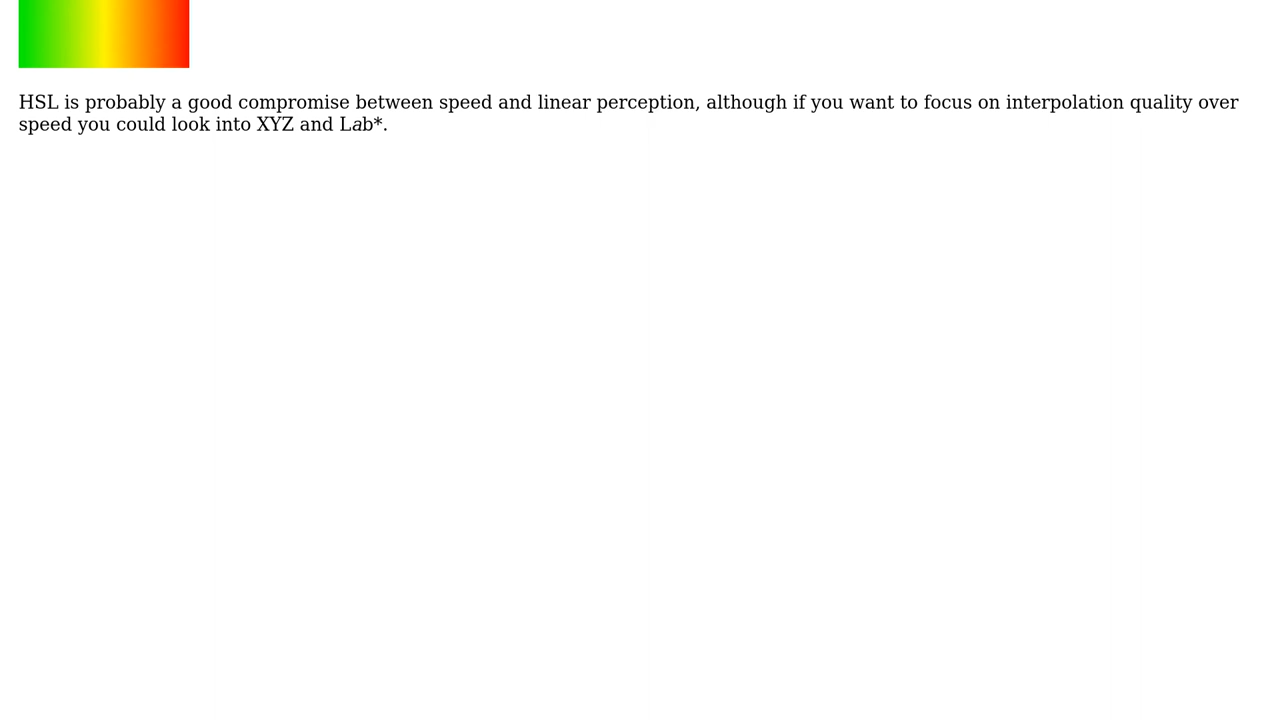 HSL is probably a good compromise between speed and linear perception, although if you want to focus on interpolation quality over
speed you could look into XYZ and Lab*.